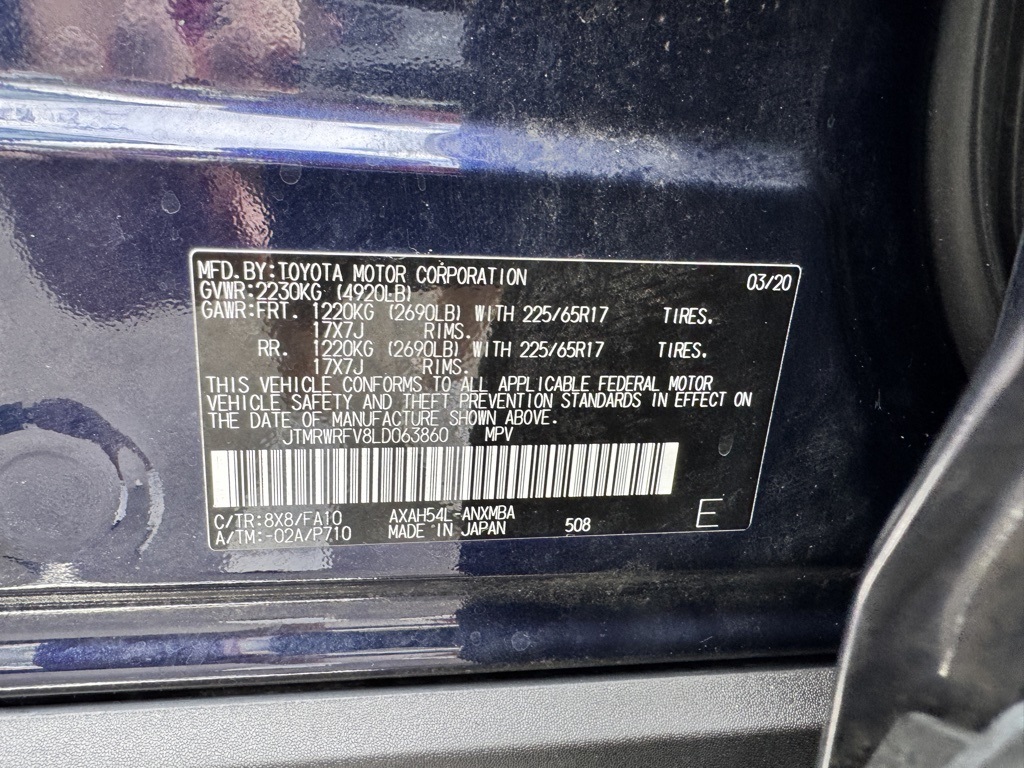 MFD.BY:TOYOTA MOTOR CORPORATION 03/20
GVWR:2230KG (4920LB)
GAWR:FRT. 1220KG (2690LB) WITH 225/65R17 TIRES.
17X7J RIMS.
RR. 1220KG (2690LB) WITH 225/65R17 TIRES.
17X7J RIMS.
THIS VEHICLE CONFORMS TO ALL APPLICABLE FEDERAL MOTOR
VEHICLE SAFETY AND THEFT PREVENTION STANDARDS IN EFFECT ON
THE DATE OF MANUFACTURE SHOWN ABOVE.
JTMRWRFV8LD063860 MPV
C/TR:8X8/FA10 AXAH54L-ANXMBA
A/TM:-02A/P710 MADE IN JAPAN 508 E